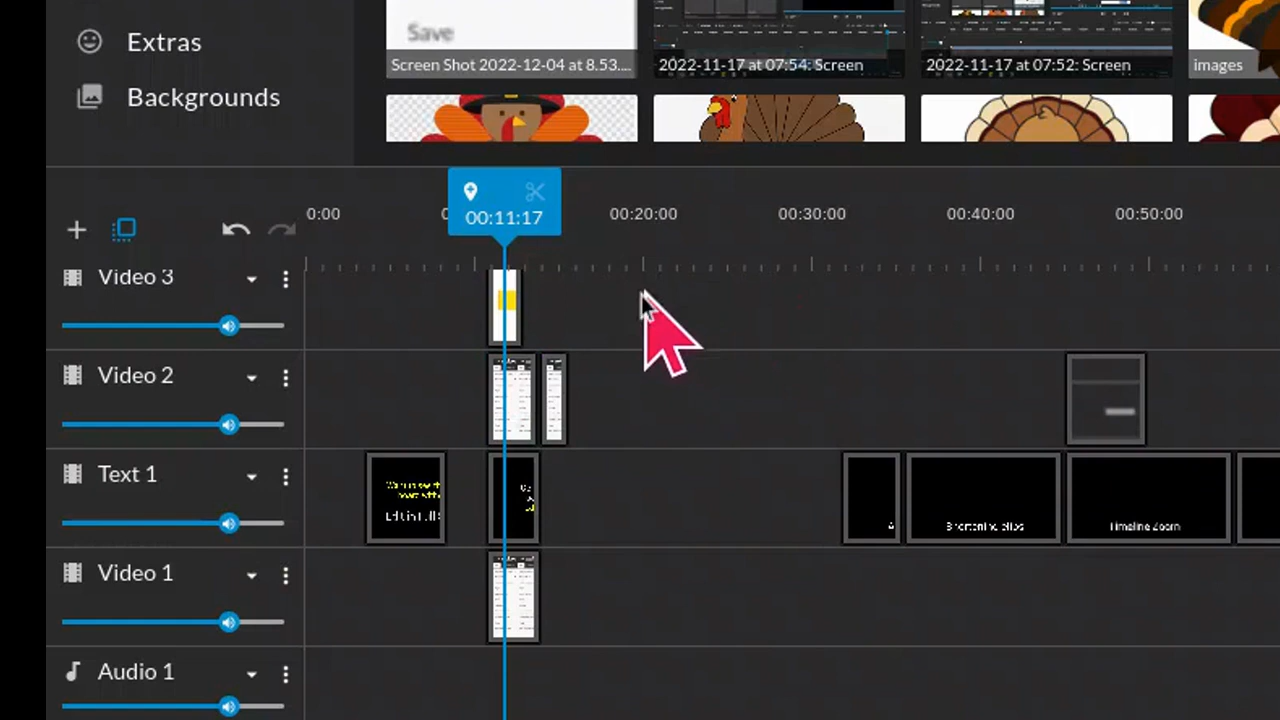 Extras
Backgrounds
Save
Screen Shot 2022-12-04 at 8.53....
2022-11-17 at 07:54: Screen
2022-11-17 at 07:52: Screen
images
00:11:17
0:00
00:20:00
00:30:00
00:40:00
00:50:00
Video 3
Video 2
Text 1
Shortening clips
Timeline Zoom
Video 1
Audio 1